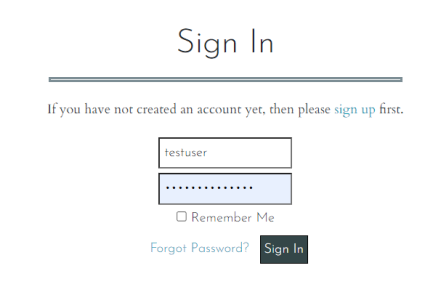 Sign In
If you have not created an account yet, then please sign up first.
testuser
••••••••••••••
Remember Me
Forgot Password? Sign In